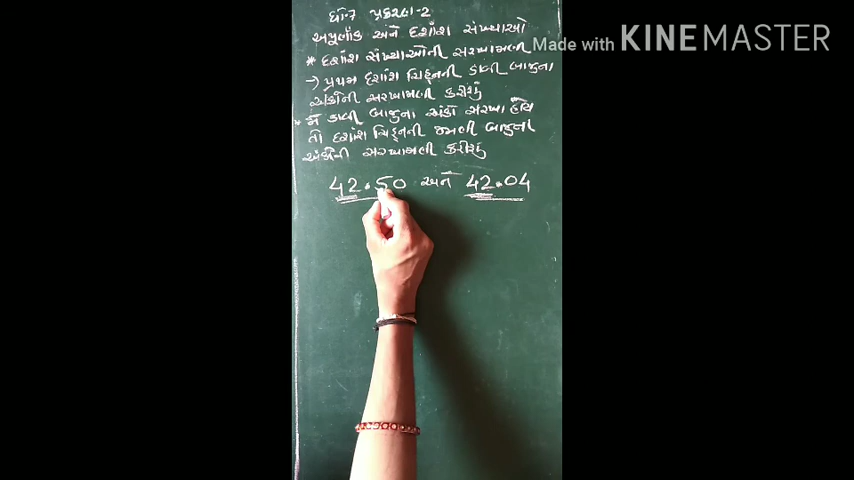 ધો-7 પ્રકરણ-2
અપૂર્ણાંક અને દશાંશ સંખ્યાઓ
* દશાંશ સંખ્યાઓની સરખામણી
→ પ્રથમ દશાંશ ચિહ્નની ડાબી બાજુના
અંકોની સરખામણી કરીશું
* જો ડાબી બાજુના અંકો સરખા હોય
તો દશાંશ ચિહ્નની જમણી બાજુના
અંકોની સરખામણી કરીશું
42.50 અને 42.04
Made with KINEMASTER